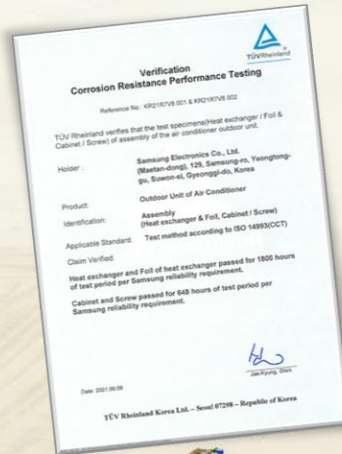 TÜVRheinland
Verification
Corrosion Resistance Performance Testing
Reference No.: KR21R7V8 001 & KR21R7V8 002
TÜV Rheinland verifies that the test specimens(Heat exchanger / Foil &
Cabinet / Screw) of assembly of the air conditioner outdoor unit.
Holder :
Samsung Electronics Co., Ltd.
(Maetan-dong), 129, Samsung-ro, Yeongtong-
gu, Suwon-si, Gyeonggi-do, Korea
Product:
Outdoor Unit of Air Conditioner
Identification:
Assembly
(Heat exchanger & Foil, Cabinet / Screw)
Applicable Standard:
Test method according to ISO 14993(CCT)
Claim Verified:
Heat exchanger and Foil of heat exchanger passed for 1800 hours
of test period per Samsung reliability requirement.
Cabinet and Screw passed for 648 hours of test period per
Samsung reliability requirement.
Jae-Kyung, Shim
Date: 2021.06.09
TÜV Rheinland Korea Ltd. – Seoul 07298 – Republic of Korea